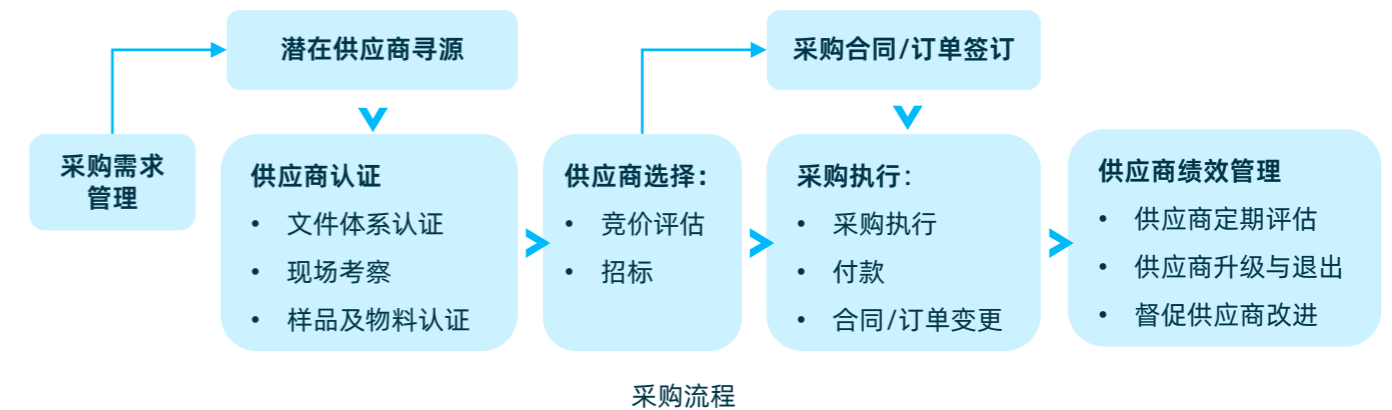 潜在供应商寻源
采购合同/订单签订
采购需求
管理
供应商认证
• 文件体系认证
• 现场考察
• 样品及物料认证
供应商选择：
• 竞价评估
• 招标
采购执行：
• 采购执行
• 付款
• 合同/订单变更
供应商绩效管理
• 供应商定期评估
• 供应商升级与退出
• 督促供应商改进
采购流程